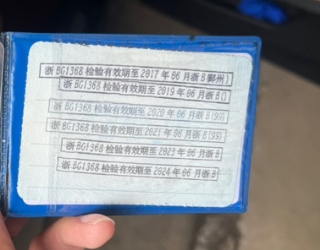 浙 BG1368 检验有效期至 2017 年 06 月浙 B 鄞州)
浙 BG1368 检验有效期至 2019 年 06 月浙 B()
浙 BG1368 检验有效期至 2020 年 06 月浙 B (99)
浙 BG1368 检验有效期至 2021 年 06 月浙 B (99)
浙 BG1368 检验有效期至 2023 年 06 月浙 B
浙 BG1368 检验有效期至 2024 年 06 月浙 B